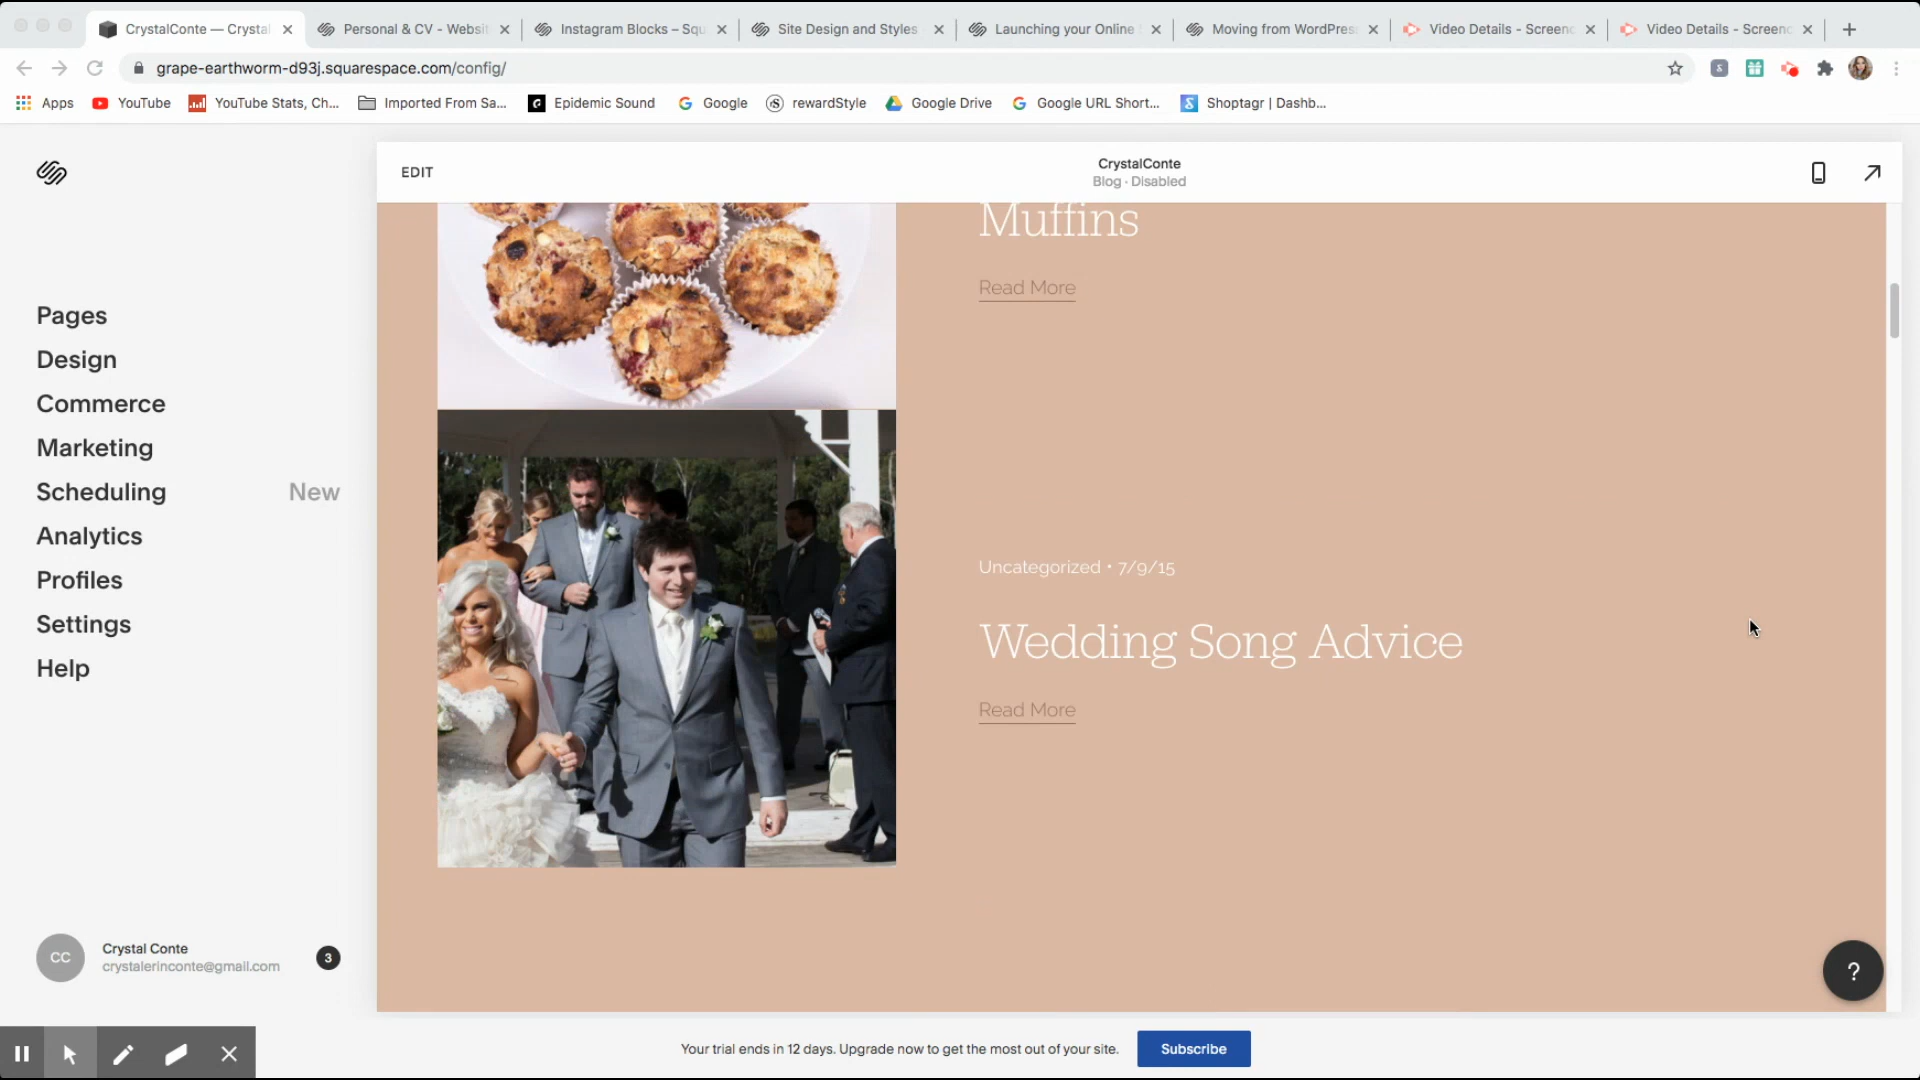 CrystalConte — Crystal
Personal & CV - Websit
Instagram Blocks – Squ
Site Design and Styles
Launching your Online
Moving from WordPres
Video Details - Screenc
Video Details - Screenc
grape-earthworm-d93j.squarespace.com/config/
Apps
YouTube
YouTube Stats, Ch...
Imported From Sa...
Epidemic Sound
Google
rewardStyle
Google Drive
Google URL Short...
Shoptagr | Dashb...
EDIT
CrystalConte
Blog · Disabled
Pages
Design
Commerce
Marketing
Scheduling New
Analytics
Profiles
Settings
Help
Muffins
Read More
Uncategorized • 7/9/15
Wedding Song Advice
Read More
CC
Crystal Conte
crystalerinconte@gmail.com
3
?
Your trial ends in 12 days. Upgrade now to get the most out of your site.
Subscribe